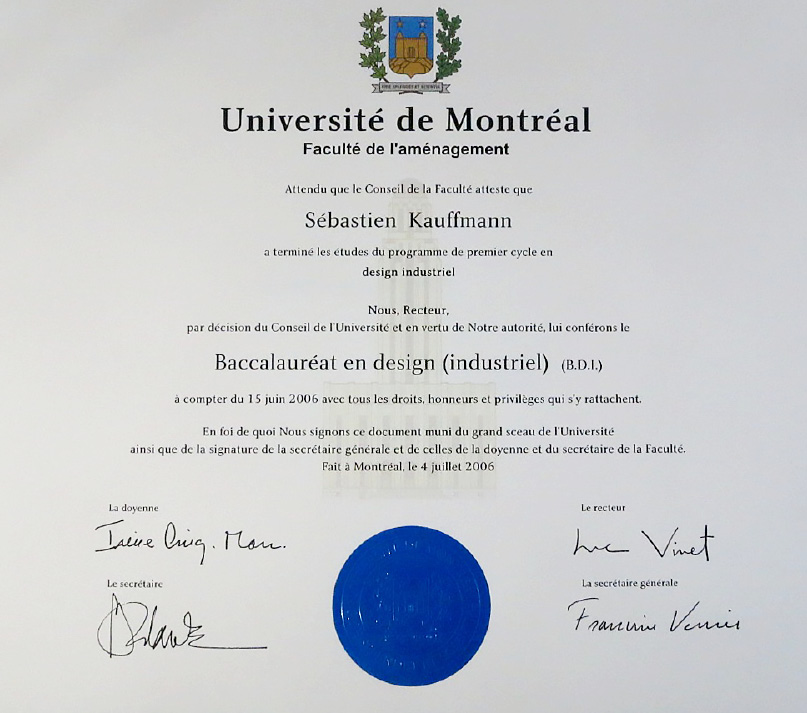 FIDE SPLENDET ET SCIENTIA
Université de Montréal
Faculté de l'aménagement
Attendu que le Conseil de la Faculté atteste que
Sébastien Kauffmann
a terminé les études du programme de premier cycle en
design industriel
Nous, Recteur,
par décision du Conseil de l'Université et en vertu de Notre autorité, lui conférons le
Baccalauréat en design (industriel) (B.D.I.)
à compter du 15 juin 2006 avec tous les droits, honneurs et privilèges qui s'y rattachent.
En foi de quoi Nous signons ce document muni du grand sceau de l'Université
ainsi que de la signature de la secrétaire générale et de celles de la doyenne et du secrétaire de la Faculté.
Fait à Montréal, le 4 juillet 2006
La doyenne
Irène Cinq-Mars
Le recteur
Luc Vinet
Le secrétaire
La secrétaire générale
Francine Verrier